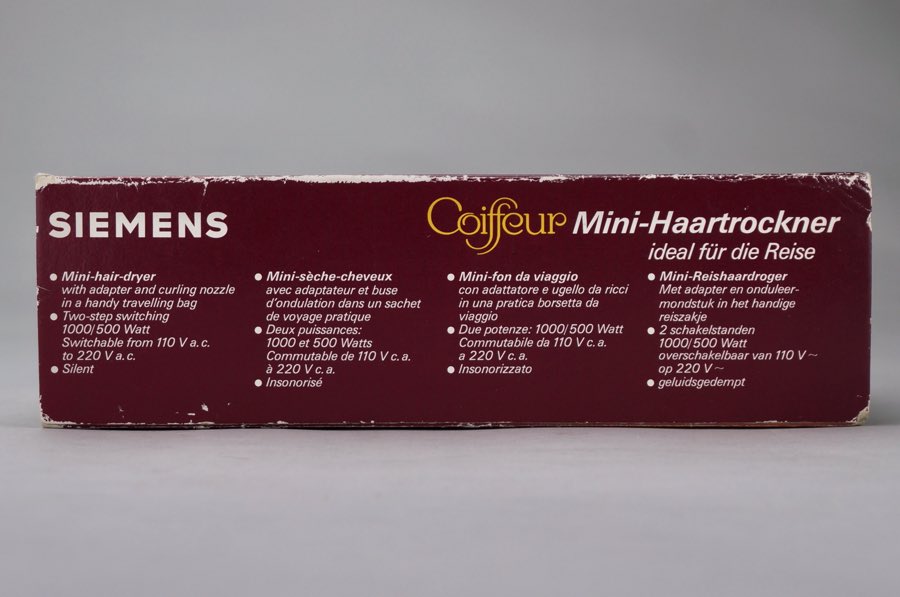 SIEMENS
Coiffeur Mini-Haartrockner
ideal für die Reise
• Mini-hair-dryer
with adapter and curling nozzle
in a handy travelling bag
• Two-step switching
1000/500 Watt
Switchable from 110 V a.c.
to 220 V a.c.
• Silent
• Mini-sèche-cheveux
avec adaptateur et buse
d'ondulation dans un sachet
de voyage pratique
• Deux puissances:
1000 et 500 Watts
Commutable de 110 V c.a.
à 220 V c.a.
• Insonorisé
• Mini-fon da viaggio
con adattatore e ugello da ricci
in una pratica borsetta da
viaggio
• Due potenze: 1000/500 Watt
Commutabile da 110 V c.a.
a 220 V c.a.
• Insonorizzato
• Mini-Reishaardroger
Met adapter en onduleer-
mondstuk in het handige
reiszakje
• 2 schakelstanden
1000/500 Watt
overschakelbaar van 110 V ~
op 220 V ~
• geluidsgedempt